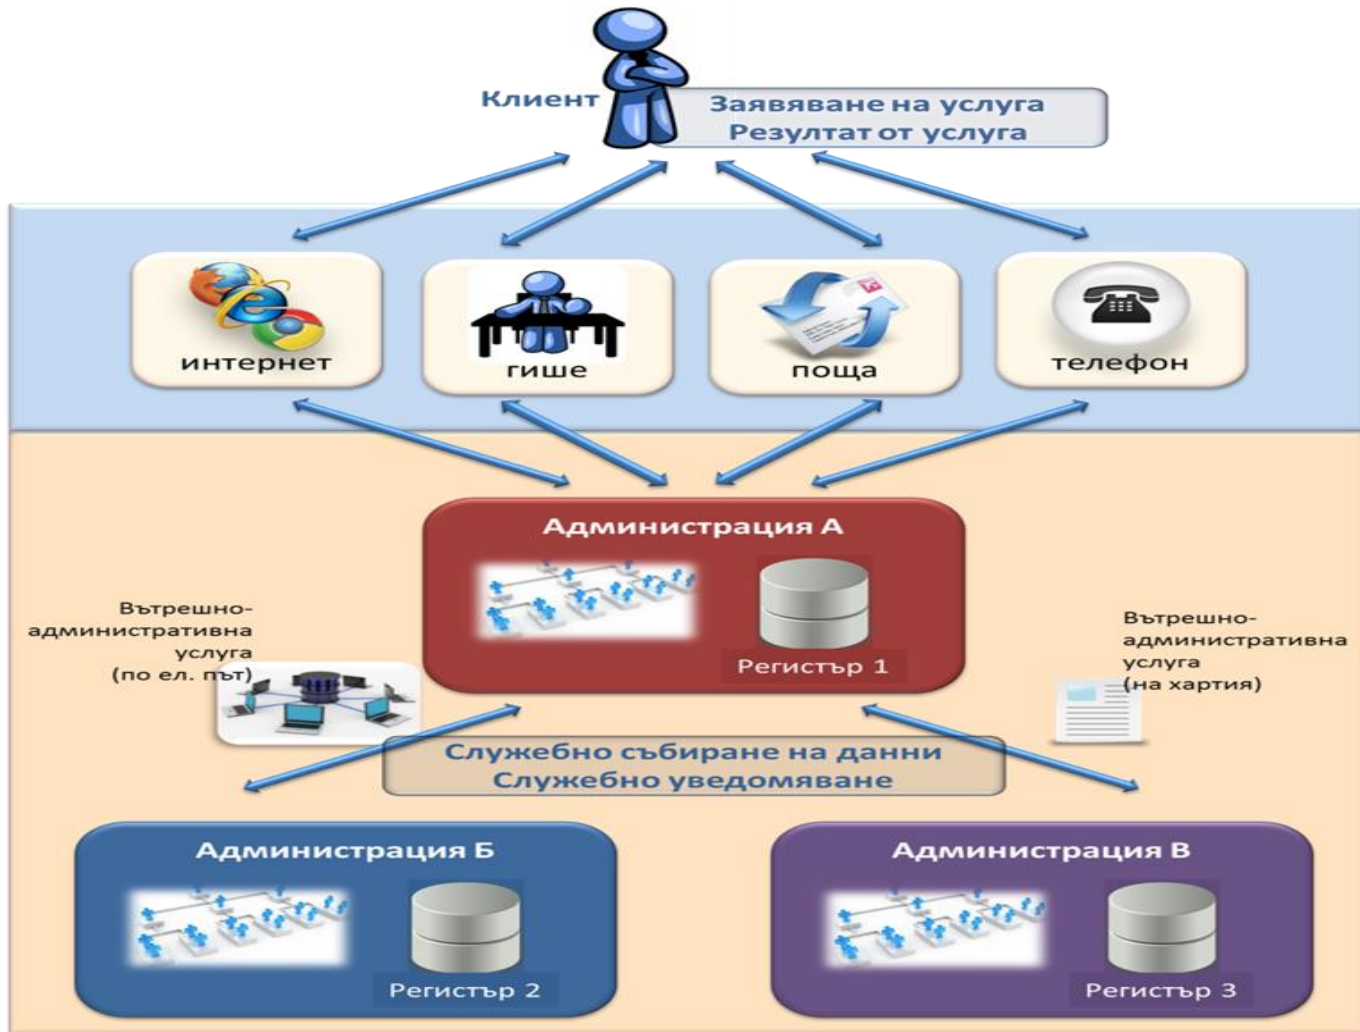 Клиент
Заявяване на услуга
Резултат от услуга
интернет
гише
поща
телефон
Администрация А
Регистър 1
Вътрешно-
административна
услуга
(по ел. път)
Вътрешно-
административна
услуга
(на хартия)
Служебно събиране на данни
Служебно уведомяване
Администрация Б
Регистър 2
Администрация В
Регистър 3